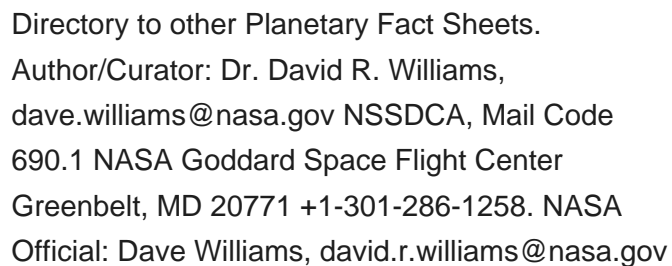 Directory to other Planetary Fact Sheets.
Author/Curator: Dr. David R. Williams,
dave.williams@nasa.gov NSSDCA, Mail Code
690.1 NASA Goddard Space Flight Center
Greenbelt, MD 20771 +1-301-286-1258. NASA
Official: Dave Williams, david.r.williams@nasa.gov